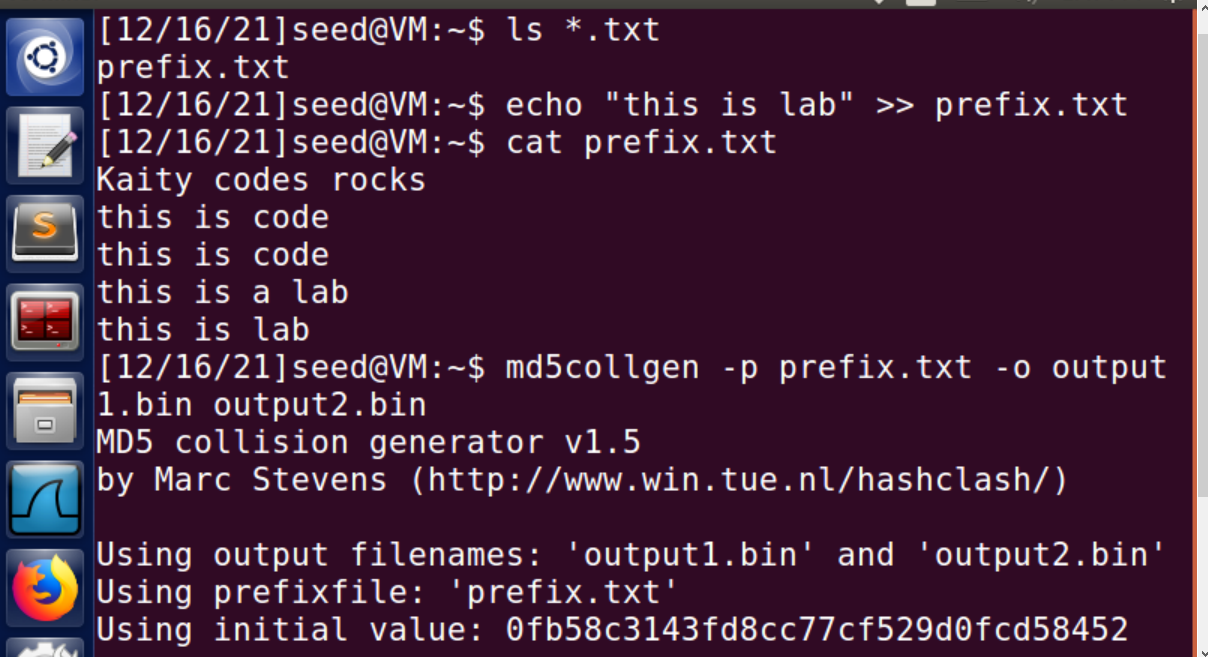 [12/16/21]seed@VM:~$ ls *.txt
prefix.txt
[12/16/21]seed@VM:~$ echo "this is lab" >> prefix.txt
[12/16/21]seed@VM:~$ cat prefix.txt
Kaity codes rocks
this is code
this is code
this is a lab
this is lab
[12/16/21]seed@VM:~$ md5collgen -p prefix.txt -o output
1.bin output2.bin
MD5 collision generator v1.5
by Marc Stevens (http://www.win.tue.nl/hashclash/)

Using output filenames: 'output1.bin' and 'output2.bin'
Using prefixfile: 'prefix.txt'
Using initial value: 0fb58c3143fd8cc77cf529d0fcd58452